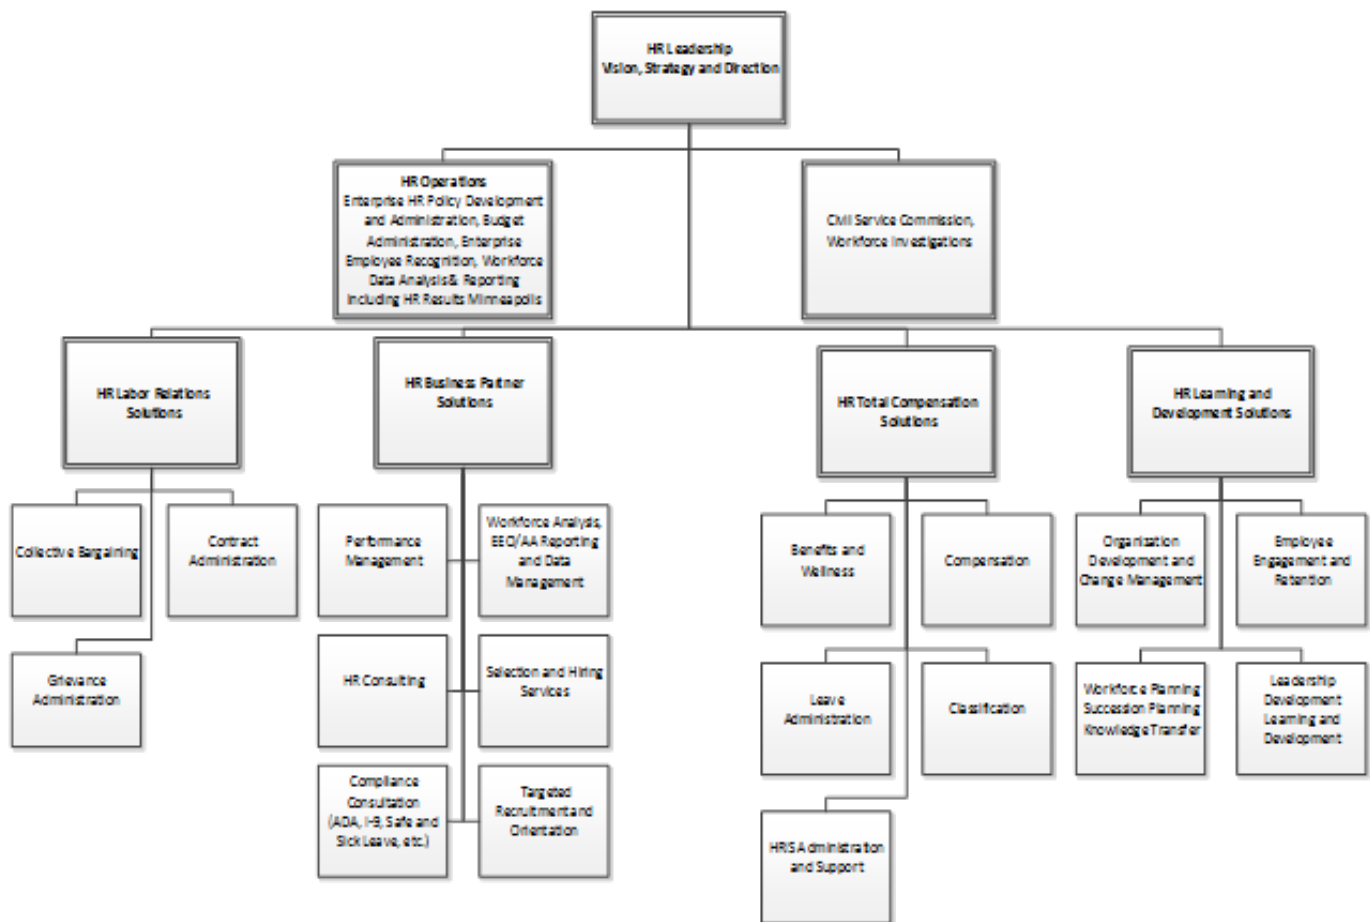 HR Leadership
Vision, Strategy and Direction
HR Operations
Enterprise HR Policy Development
and Administration, Budget
Administration, Enterprise
Employee Recognition, Workforce
Data Analysis & Reporting
Including HR Results Minneapolis
Civil Service Commission,
Workforce Investigations
HR Labor Relations
Solutions
HR Business Partner
Solutions
HR Total Compensation
Solutions
HR Learning and
Development Solutions
Collective Bargaining
Contract
Administration
Grievance
Administration
Performance
Management
Workforce Analysis,
EEO/AA Reporting
and Data
Management
HR Consulting
Selection and Hiring
Services
Compliance
Consultation
(ADA, I-9, Safe and
Sick Leave, etc.)
Targeted
Recruitment and
Orientation
Benefits and
Wellness
Compensation
Leave
Administration
Classification
HRIS Administration
and Support
Organization
Development and
Change Management
Employee
Engagement and
Retention
Workforce Planning
Succession Planning
Knowledge Transfer
Leadership
Development
Learning and
Development